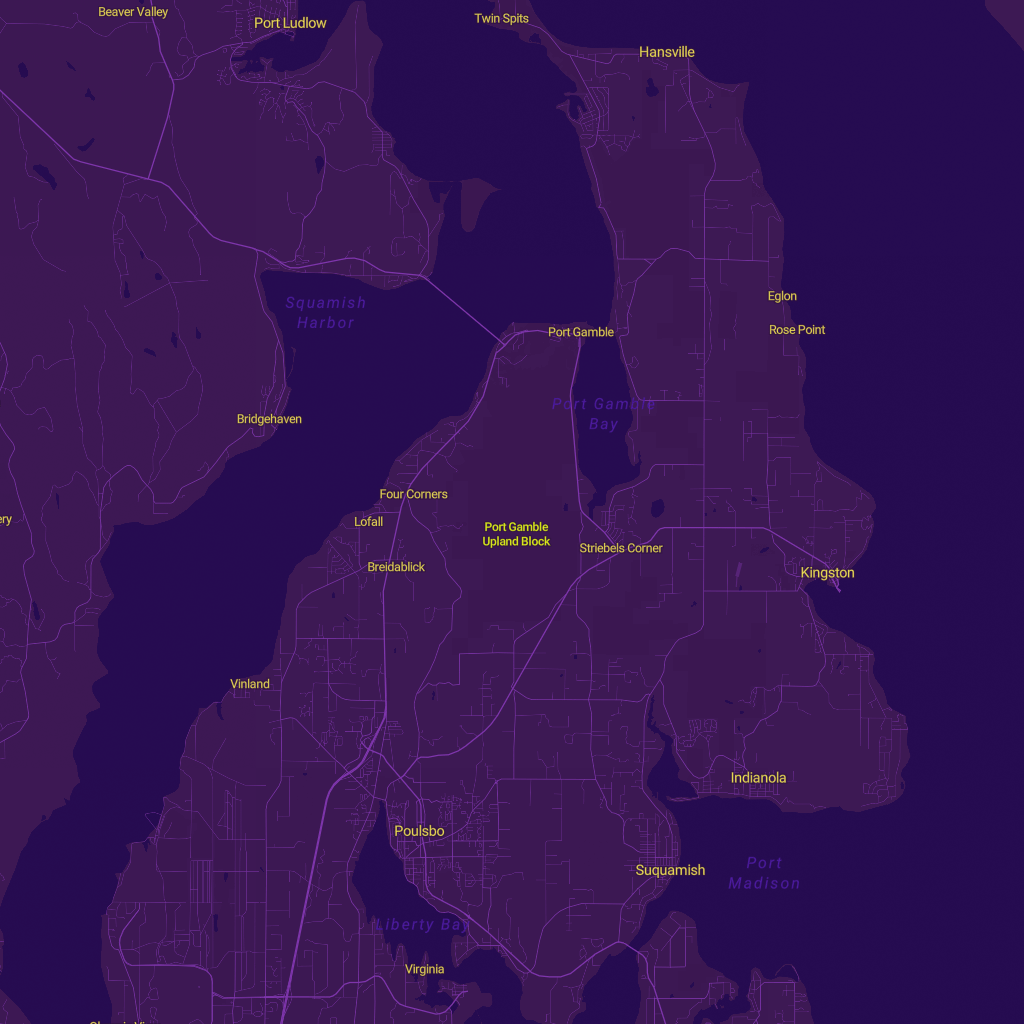 Beaver Valley
Port Ludlow
Twin Spits
Hansville
Squamish
Harbor
Eglon
Rose Point
Port Gamble
Port Gamble
Bay
Bridgehaven
Four Corners
Lofall
ery
Port Gamble
Upland Block
Striebels Corner
Breidablick
Kingston
Vinland
Indianola
Poulsbo
Suquamish
Port
Madison
Liberty Bay
Virginia